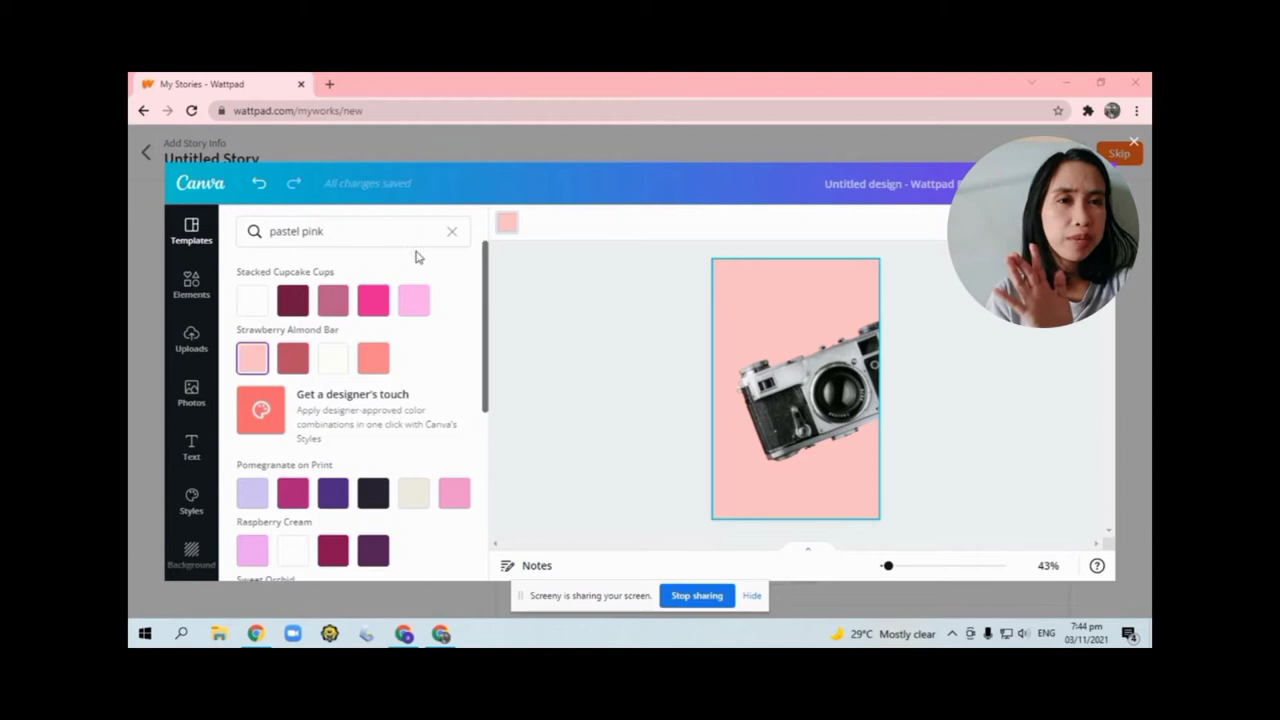 My Stories - Wattpad
wattpad.com/myworks/new
Add Story Info
Untitled Story
Skip
Canva
All changes saved
Untitled design - Wattpad
Templates
pastel pink
Elements
Stacked Cupcake Cups
Uploads
Strawberry Almond Bar
Photos
Get a designer's touch
Apply designer-approved color
combinations in one click with Canva's
Styles
Text
Pomegranate on Print
Styles
Raspberry Cream
Background
Sweet Orchid
Notes
43%
Screeny is sharing your screen.
Stop sharing
Hide
29°C Mostly clear
ENG
7:44 pm
03/11/2021
4